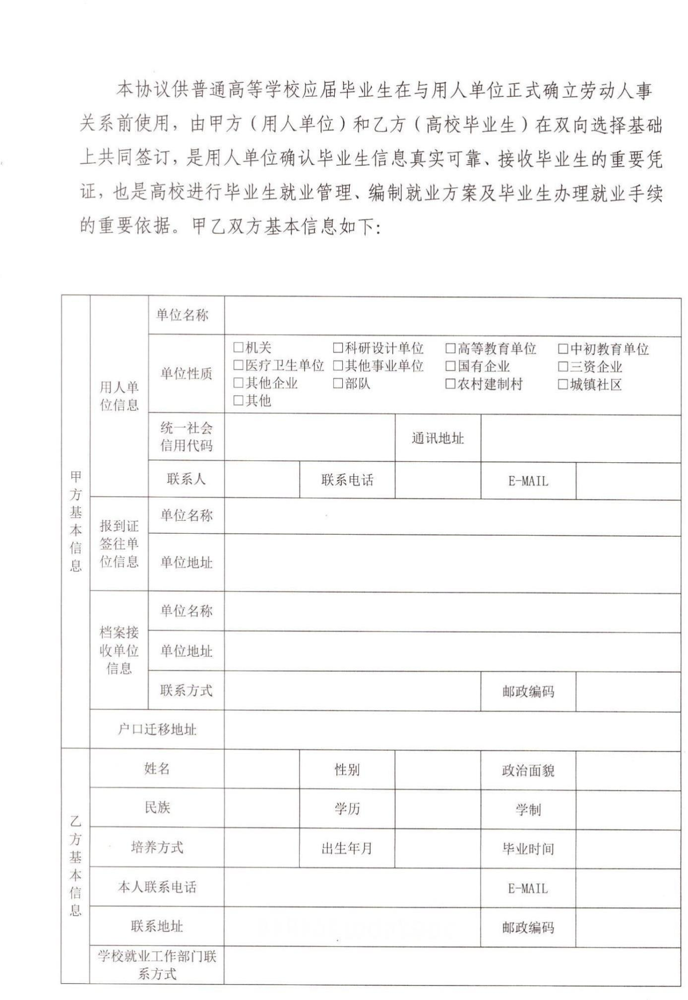 本协议供普通高等学校应届毕业生在与用人单位正式确立劳动人事
关系前使用，由甲方（用人单位）和乙方（高校毕业生）在双向选择基础
上共同签订，是用人单位确认毕业生信息真实可靠、接收毕业生的重要凭
证，也是高校进行毕业生就业管理、编制就业方案及毕业生办理就业手续
的重要依据。甲乙双方基本信息如下：
甲方基本信息
用人单
位信息
单位名称
单位性质
□机关 □科研设计单位 □高等教育单位 □中初教育单位
□医疗卫生单位 □其他事业单位 □国有企业 □三资企业
□其他企业 □部队 □农村建制村 □城镇社区
□其他
统一社会
信用代码
通讯地址
联系人 联系电话 E-MAIL
报到证
签往单
位信息
单位名称
单位地址
档案接
收单位
信息
单位名称
单位地址
联系方式 邮政编码
户口迁移地址
乙方基本信息
姓名 性别 政治面貌
民族 学历 学制
培养方式 出生年月 毕业时间
本人联系电话 E-MAIL
联系地址 邮政编码
学校就业工作部门联
系方式